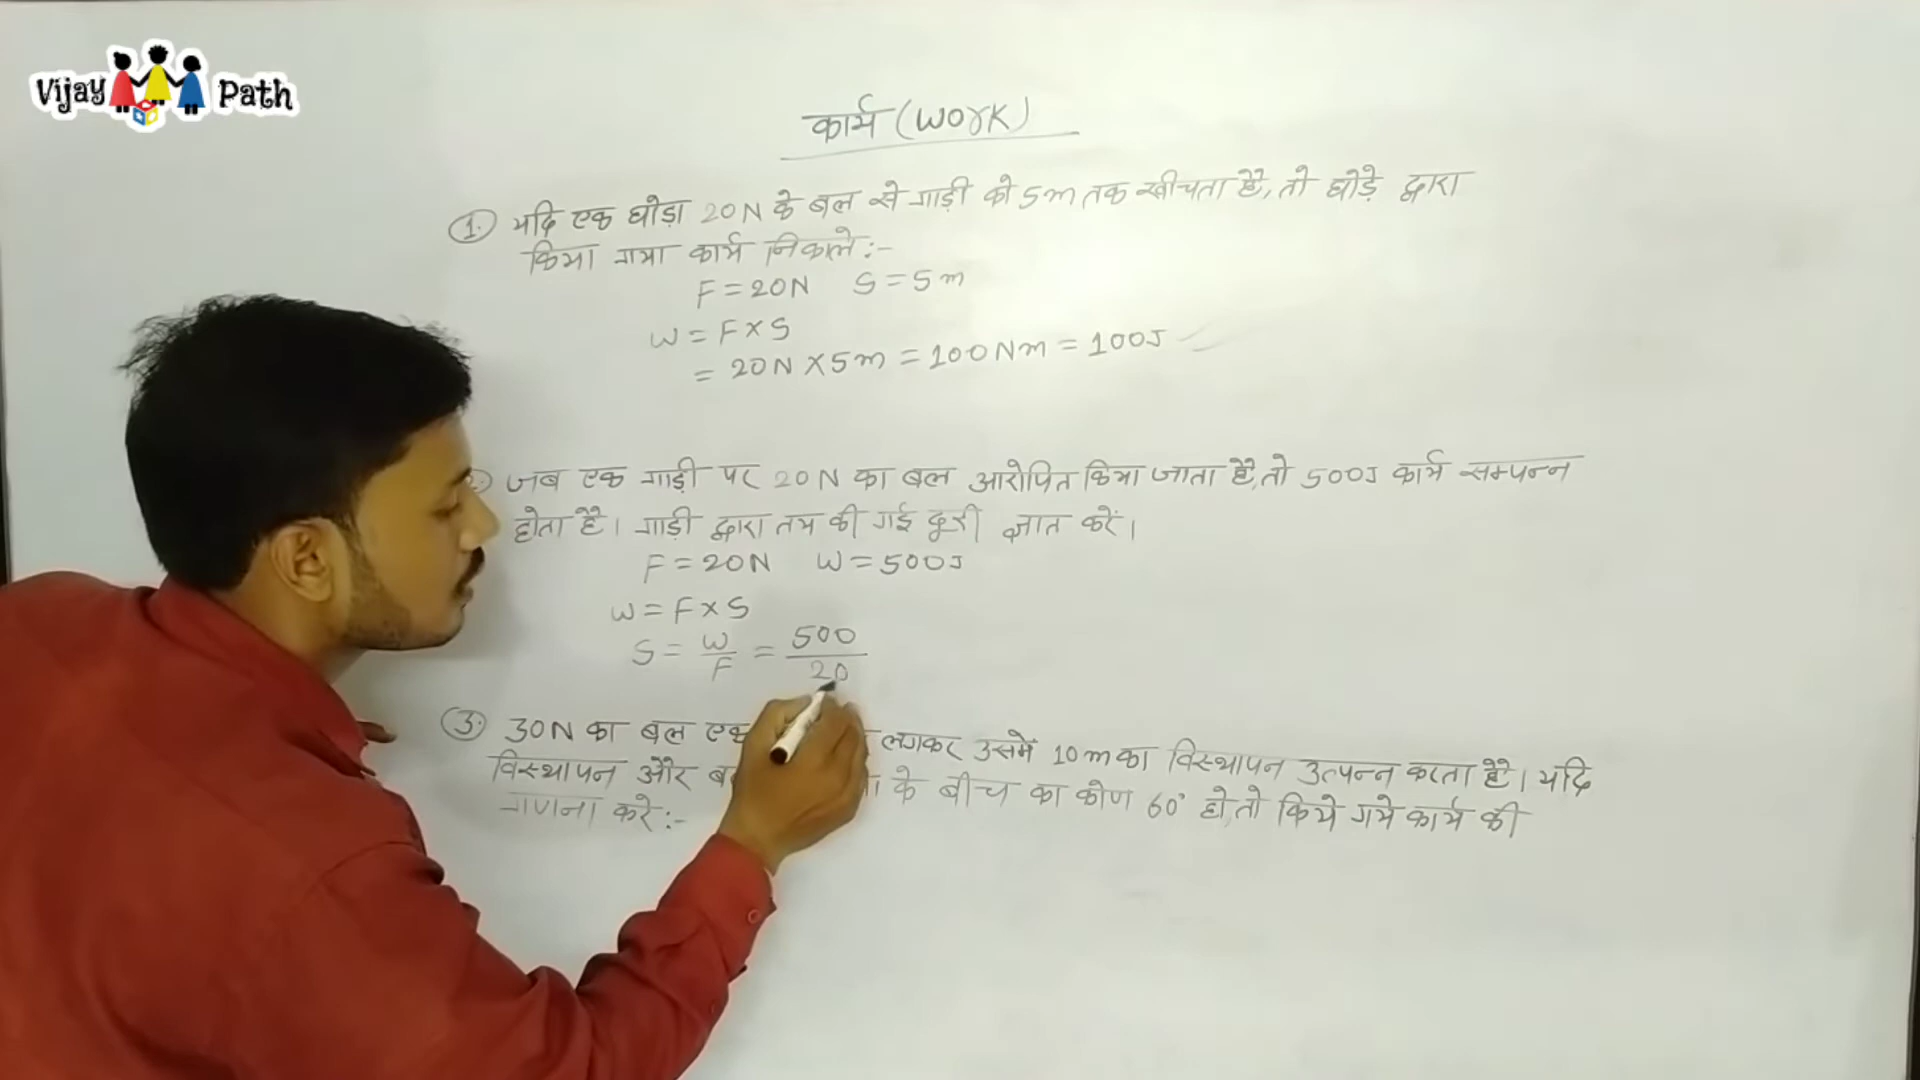 Vijay Path
कार्य (WORK)
1. यदि एक घोड़ा 20N के बल से गाड़ी को 5m तक खीचता है, तो घोड़े द्वारा
किया गया कार्य निकाले:-
F = 20N S = 5m
W = F × S
= 20N × 5m = 100Nm = 100J
जब एक गाड़ी पर 20N का बल आरोपित किया जाता है, तो 500J कार्य सम्पन्न
होता है। गाड़ी द्वारा तय की गई दूरी ज्ञात करें।
F = 20N W = 500J
W = F × S
S = W/F = 500/20
3. 30N का बल एक लगकर उसमें 10m का विस्थापन उत्पन्न करता है। यदि
विस्थापन और के बीच का कोण 60° हो, तो किये गये कार्य की
गणना करे:-